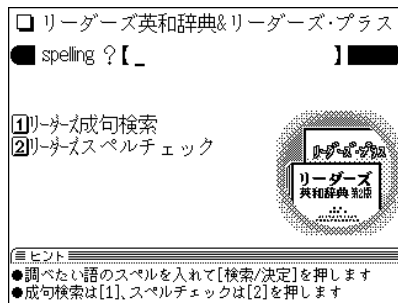 リーダーズ英和辞典&リーダーズ･プラス
spelling ?【_ 】
1リーダーズ成句検索
2リーダーズスペルチェック
リーダーズ･プラス
リーダーズ
英和辞典 第2版
ヒント
●調べたい語のスペルを入れて[検索/決定]を押します
●成句検索は[1]､スペルチェックは[2]を押します